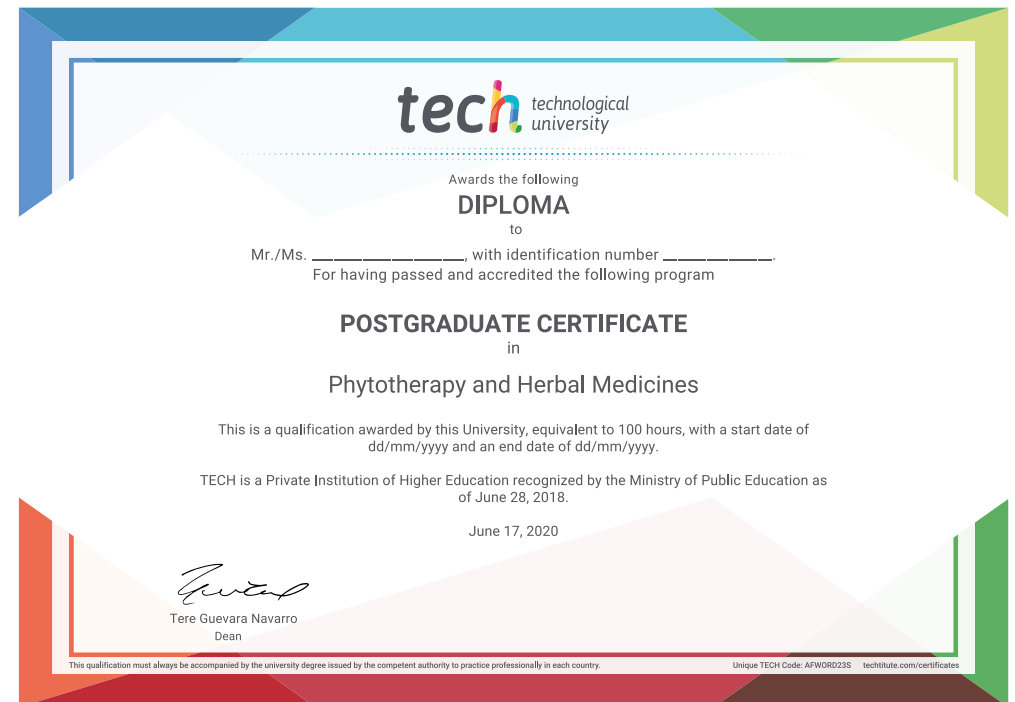 tech technological
university
Awards the following
DIPLOMA
to
Mr./Ms. _______________, with identification number ___________.
For having passed and accredited the following program
POSTGRADUATE CERTIFICATE
in
Phytotherapy and Herbal Medicines
This is a qualification awarded by this University, equivalent to 100 hours, with a start date of
dd/mm/yyyy and an end date of dd/mm/yyyy.
TECH is a Private Institution of Higher Education recognized by the Ministry of Public Education as
of June 28, 2018.
June 17, 2020
Tere Guevara Navarro
Dean
This qualification must always be accompanied by the university degree issued by the competent authority to practice professionally in each country.
Unique TECH Code: AFWORD23S techtitute.com/certificates